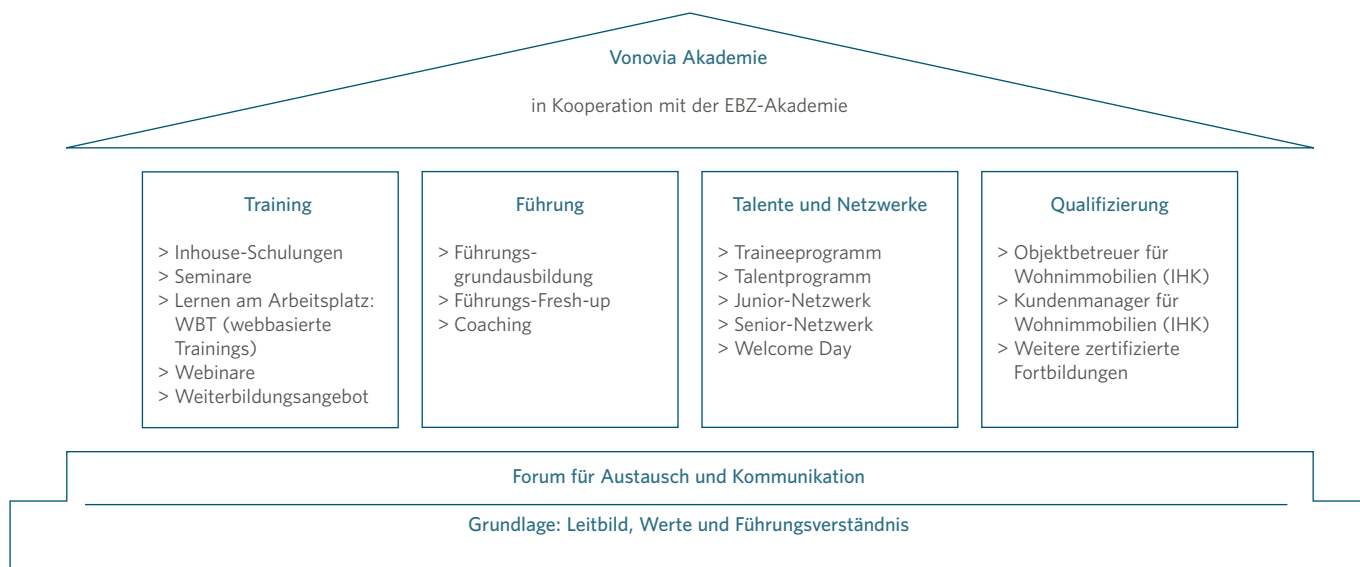 Vonovia Akademie
in Kooperation mit der EBZ-Akademie
Training
> Inhouse-Schulungen
> Seminare
> Lernen am Arbeitsplatz:
WBT (webbasierte
Trainings)
> Webinare
> Weiterbildungsangebot
Führung
> Führungs-
grundausbildung
> Führungs-Fresh-up
> Coaching
Talente und Netzwerke
> Traineeprogramm
> Talentprogramm
> Junior-Netzwerk
> Senior-Netzwerk
> Welcome Day
Qualifizierung
> Objektbetreuer für
Wohnimmobilien (IHK)
> Kundenmanager für
Wohnimmobilien (IHK)
> Weitere zertifizierte
Fortbildungen
Forum für Austausch und Kommunikation
Grundlage: Leitbild, Werte und Führungsverständnis